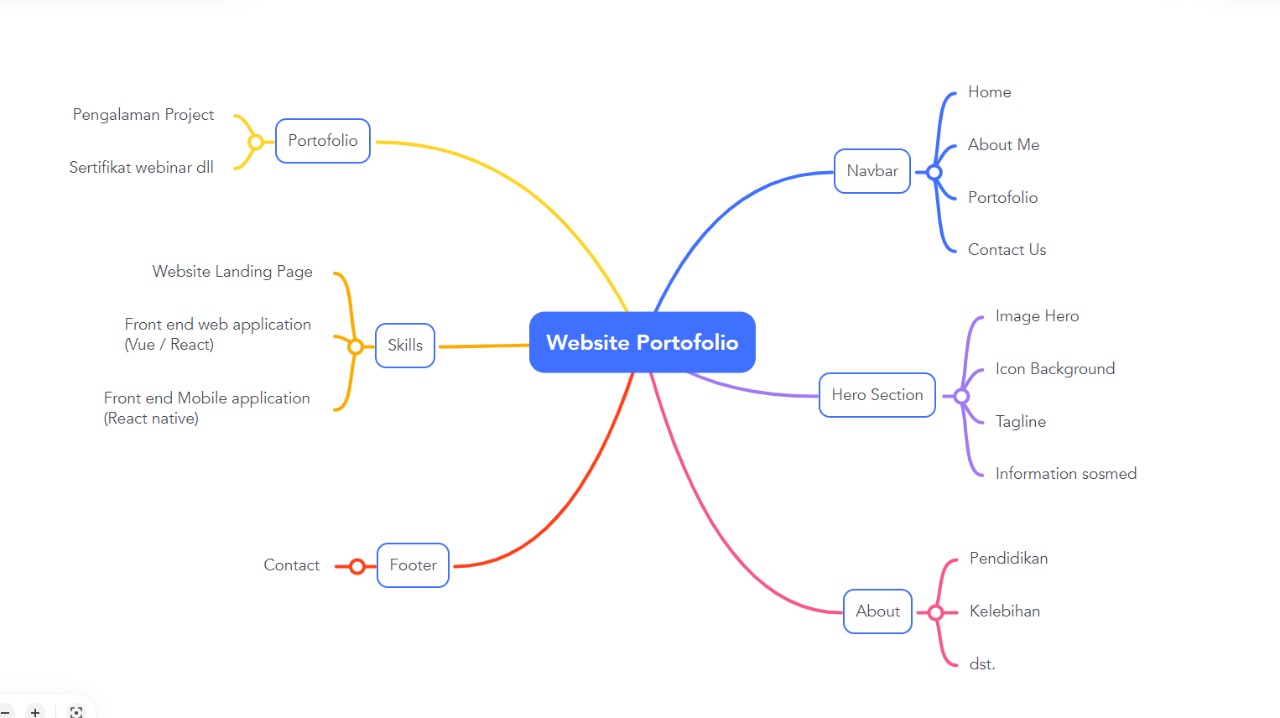 Website Portofolio
Navbar
Home
About Me
Portofolio
Contact Us
Hero Section
Image Hero
Icon Background
Tagline
Information sosmed
About
Pendidikan
Kelebihan
dst.
Portofolio
Pengalaman Project
Sertifikat webinar dll
Skills
Website Landing Page
Front end web application
(Vue / React)
Front end Mobile application
(React native)
Footer
Contact